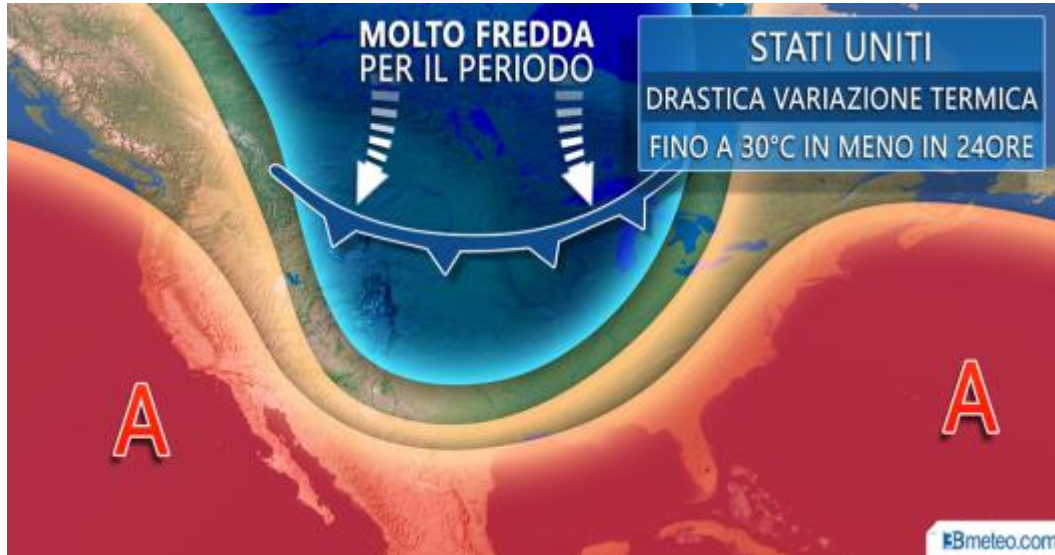 MOLTO FREDDA
PER IL PERIODO
STATI UNITI
DRASTICA VARIAZIONE TERMICA
FINO A 30°C IN MENO IN 24ORE
A
A
3Bmeteo.com